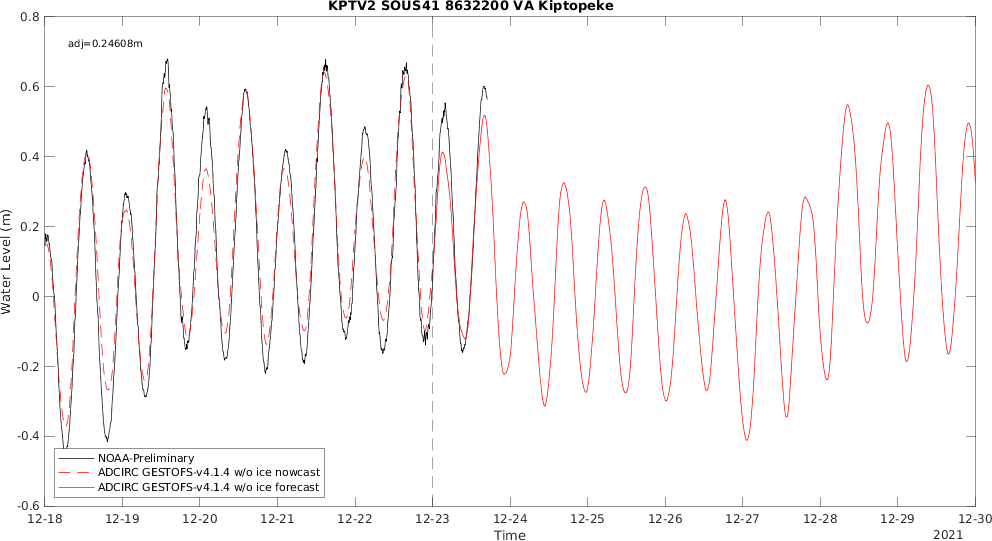 KPTV2 SOUS41 8632200 VA Kiptopeke
adj=0.24608m
0.8
0.6
0.4
0.2
0
-0.2
-0.4
-0.6
Water Level (m)
NOAA-Preliminary
ADCIRC GESTOFS-v4.1.4 w/o ice nowcast
ADCIRC GESTOFS-v4.1.4 w/o ice forecast
12-18 12-19 12-20 12-21 12-22 12-23 12-24 12-25 12-26 12-27 12-28 12-29 12-30
Time
2021